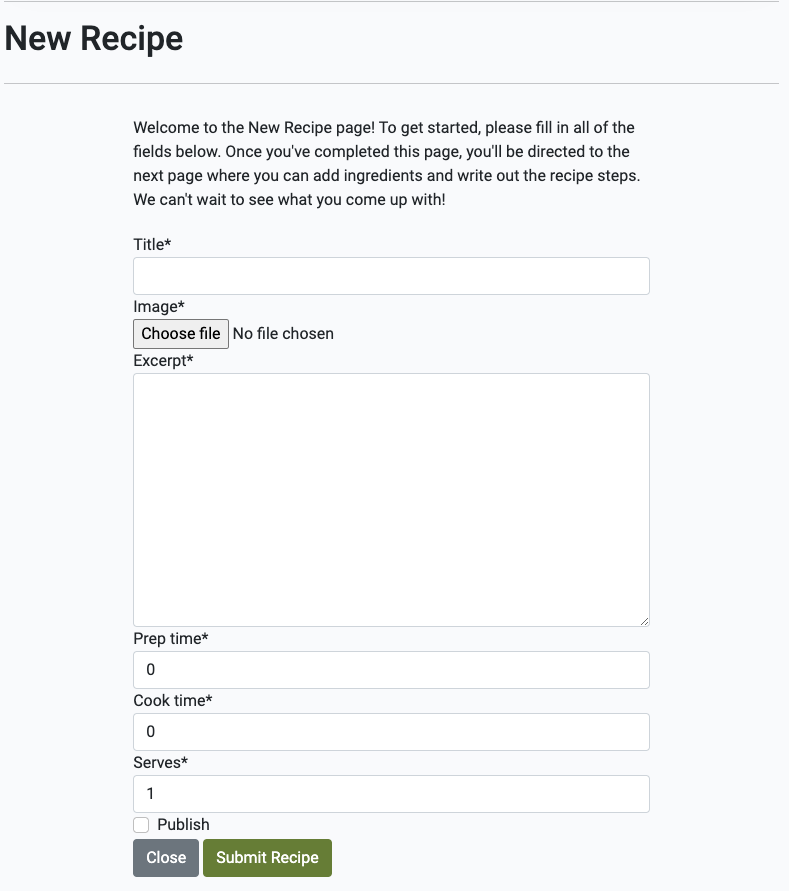 New Recipe
Welcome to the New Recipe page! To get started, please fill in all of the
fields below. Once you've completed this page, you'll be directed to the
next page where you can add ingredients and write out the recipe steps.
We can't wait to see what you come up with!
Title*
Image*
Choose file No file chosen
Excerpt*
Prep time*
0
Cook time*
0
Serves*
1
Publish
Close Submit Recipe